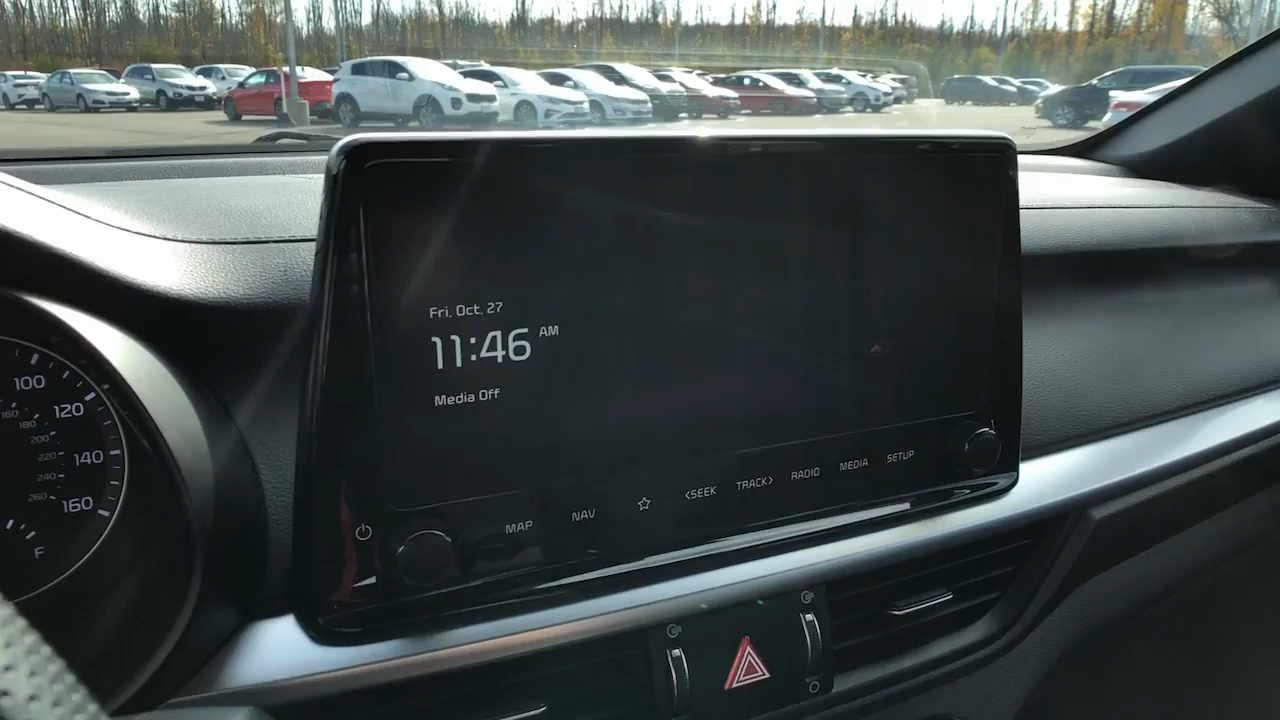 Fri, Oct. 27
11:46 AM
Media Off
MAP
NAV
<SEEK
TRACK>
RADIO
MEDIA
SETUP
100
120
140
160
160
180
200
220
240
260
F